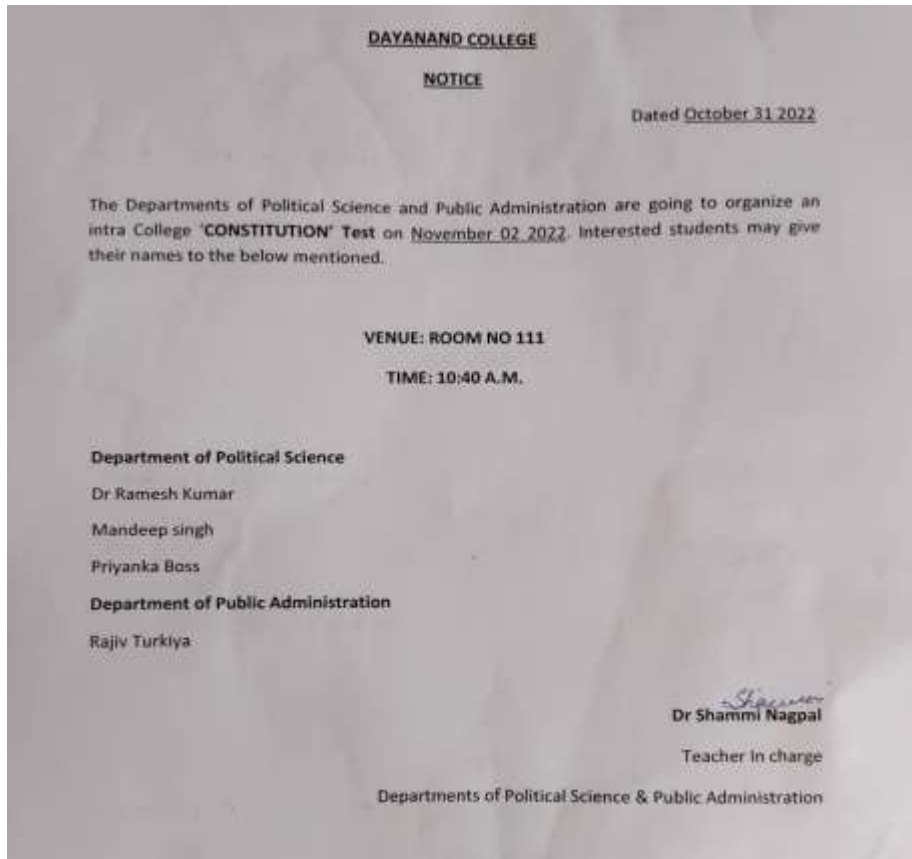 DAYANAND COLLEGE
NOTICE
Dated October 31 2022
The Departments of Political Science and Public Administration are going to organize an
intra College 'CONSTITUTION' Test on November 02 2022. Interested students may give
their names to the below mentioned.
VENUE: ROOM NO 111
TIME: 10:40 A.M.
Department of Political Science
Dr Ramesh Kumar
Mandeep singh
Priyanka Boss
Department of Public Administration
Rajiv Turkiya
Dr Shammi Nagpal
Teacher In charge
Departments of Political Science & Public Administration